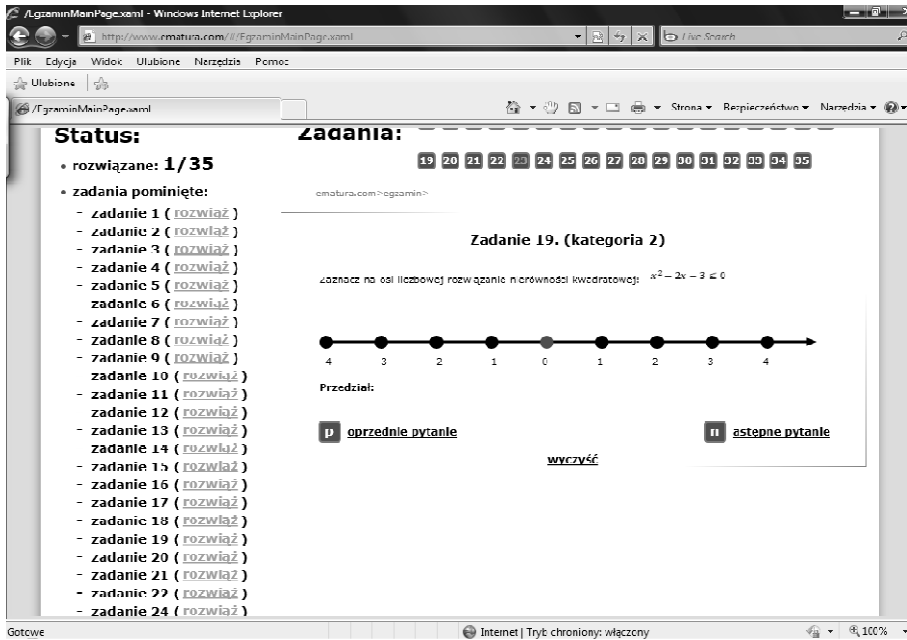 /EgzaminMainPage.xaml - Windows Internet Explorer
http://www.ematura.com/#/EgzaminMainPage.xaml
Live Search
Plik Edycja Widok Ulubione Narzędzia Pomoc
Ulubione
/EgzaminMainPage.xaml
Strona Bezpieczeństwo Narzędzia
Status:
Zadania:
• rozwiązane: 1/35
19 20 21 22 23 24 25 26 27 28 29 30 31 32 33 34 35
• zadania pominięte:
ematura.com>egzamin>
- zadanie 1 ( rozwiąż )
- zadanie 2 ( rozwiąż )
- zadanie 3 ( rozwiąż )
- zadanie 4 ( rozwiąż )
- zadanie 5 ( rozwiąż )
zadanie 6 ( rozwiąż )
- zadanie 7 ( rozwiąż )
- zadanie 8 ( rozwiąż )
- zadanie 9 ( rozwiąż )
zadanie 10 ( rozwiąż )
- zadanie 11 ( rozwiąż )
zadanie 12 ( rozwiąż )
- zadanie 13 ( rozwiąż )
zadanie 14 ( rozwiąż )
- zadanie 15 ( rozwiąż )
- zadanie 16 ( rozwiąż )
- zadanie 17 ( rozwiąż )
- zadanie 18 ( rozwiąż )
- zadanie 19 ( rozwiąż )
- zadanie 20 ( rozwiąż )
- zadanie 21 ( rozwiąż )
- zadanie 22 ( rozwiąż )
- zadanie 24 ( rozwiąż )
Zadanie 19. (kategoria 2)
Zaznacz na osi liczbowej rozwiązanie nierówności kwadratowej: x² − 2x − 3 ≤ 0
4 3 2 1 0 1 2 3 4
Przedział:
p oprzednie pytanie
n astępne pytanie
wyczyść
Gotowe
Internet | Tryb chroniony: włączony
100%